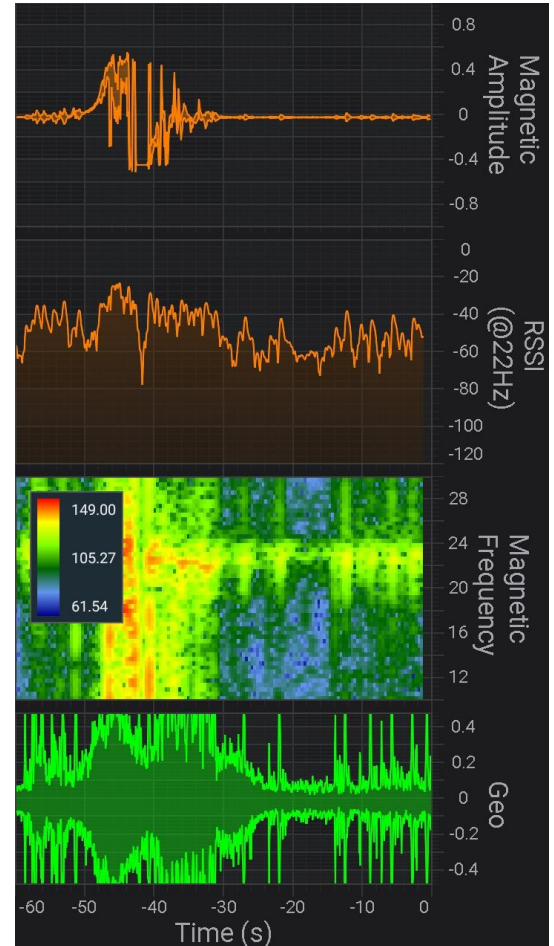 0.8
0.4
0
-0.4
-0.8
Magnetic
Amplitude
0
-20
-40
-60
-80
-100
-120
RSSI
(@22Hz)
149.00
105.27
61.54
28
24
20
16
12
Magnetic
Frequency
0.4
0.2
0
-0.2
-0.4
Geo
-60 -50 -40 -30 -20 -10 0
Time (s)